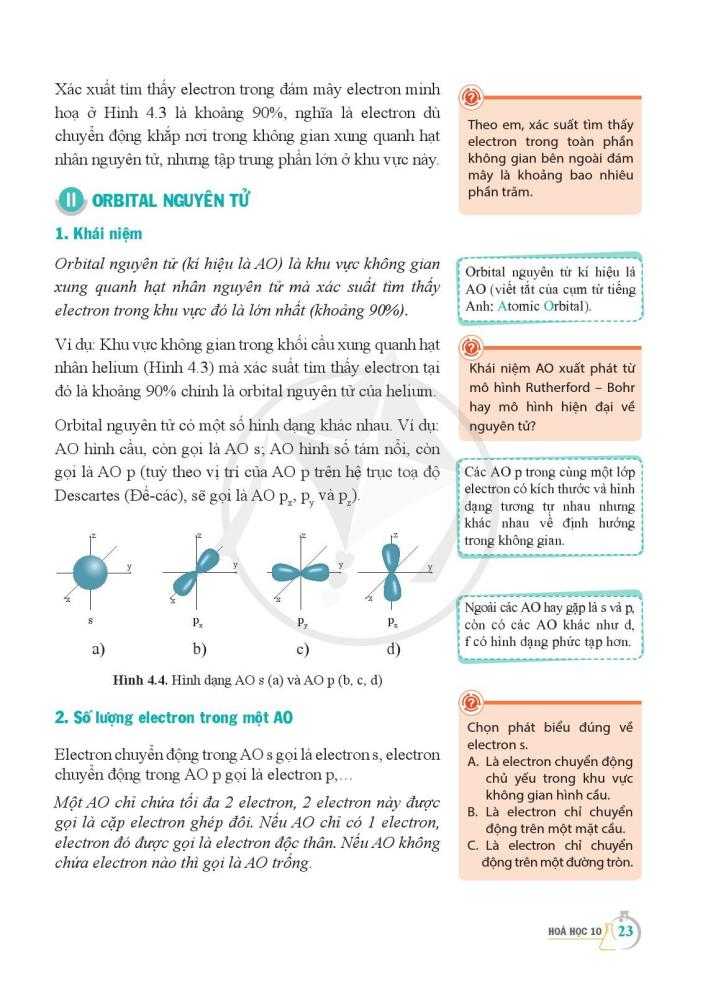 Xác xuất tìm thấy electron trong đám mây electron minh
hoạ ở Hình 4.3 là khoảng 90%, nghĩa là electron dù
chuyển động khắp nơi trong không gian xung quanh hạt
nhân nguyên tử, nhưng tập trung phần lớn ở khu vực này.
II ORBITAL NGUYÊN TỬ
1. Khái niệm
Orbital nguyên tử (kí hiệu là AO) là khu vực không gian
xung quanh hạt nhân nguyên tử mà xác suất tìm thấy
electron trong khu vực đó là lớn nhất (khoảng 90%).
Ví dụ: Khu vực không gian trong khối cầu xung quanh hạt
nhân helium (Hình 4.3) mà xác suất tìm thấy electron tại
đó là khoảng 90% chính là orbital nguyên tử của helium.
Orbital nguyên tử có một số hình dạng khác nhau. Ví dụ:
AO hình cầu, còn gọi là AO s; AO hình số tám nổi, còn
gọi là AO p (tuỳ theo vị trí của AO p trên hệ trục toạ độ
Descartes (Đề-các), sẽ gọi là AO px, py và pz).
z z z z
y y y y
x x x x
s px py pz
a) b) c) d)
Hình 4.4. Hình dạng AO s (a) và AO p (b, c, d)
2. Số lượng electron trong một AO
Electron chuyển động trong AO s gọi là electron s, electron
chuyển động trong AO p gọi là electron p,…
Một AO chỉ chứa tối đa 2 electron, 2 electron này được
gọi là cặp electron ghép đôi. Nếu AO chỉ có 1 electron,
electron đó được gọi là electron độc thân. Nếu AO không
chứa electron nào thì gọi là AO trống.
?
Theo em, xác suất tìm thấy
electron trong toàn phần
không gian bên ngoài đám
mây là khoảng bao nhiêu
phần trăm.
Orbital nguyên tử kí hiệu là
AO (viết tắt của cụm từ tiếng
Anh: Atomic Orbital).
?
Khái niệm AO xuất phát từ
mô hình Rutherford – Bohr
hay mô hình hiện đại về
nguyên tử?
Các AO p trong cùng một lớp
electron có kích thước và hình
dạng tương tự nhau nhưng
khác nhau về định hướng
trong không gian.
Ngoài các AO hay gặp là s và p,
còn có các AO khác như d,
f có hình dạng phức tạp hơn.
?
Chọn phát biểu đúng về
electron s.
A. Là electron chuyển động
chủ yếu trong khu vực
không gian hình cầu.
B. Là electron chỉ chuyển
động trên một mặt cầu.
C. Là electron chỉ chuyển
động trên một đường tròn.
HOÁ HỌC 10 23